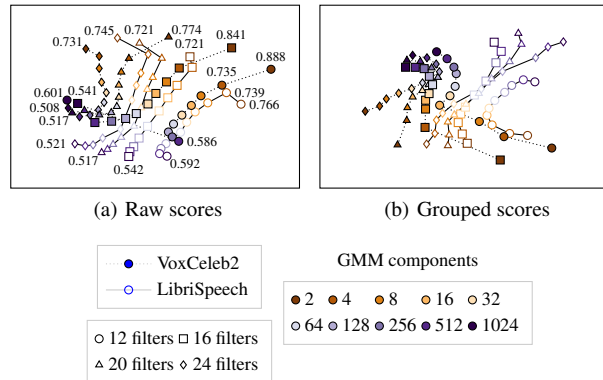 0.745 0.721 0.774
0.731 0.721 0.841
0.888
0.735
0.739
0.766
0.601 0.541
0.508
0.517
0.586
0.521
0.517
0.542 0.592
(a) Raw scores (b) Grouped scores
VoxCeleb2
LibriSpeech
GMM components
2 4 8 16 32
64 128 256 512 1024
12 filters 16 filters
20 filters 24 filters